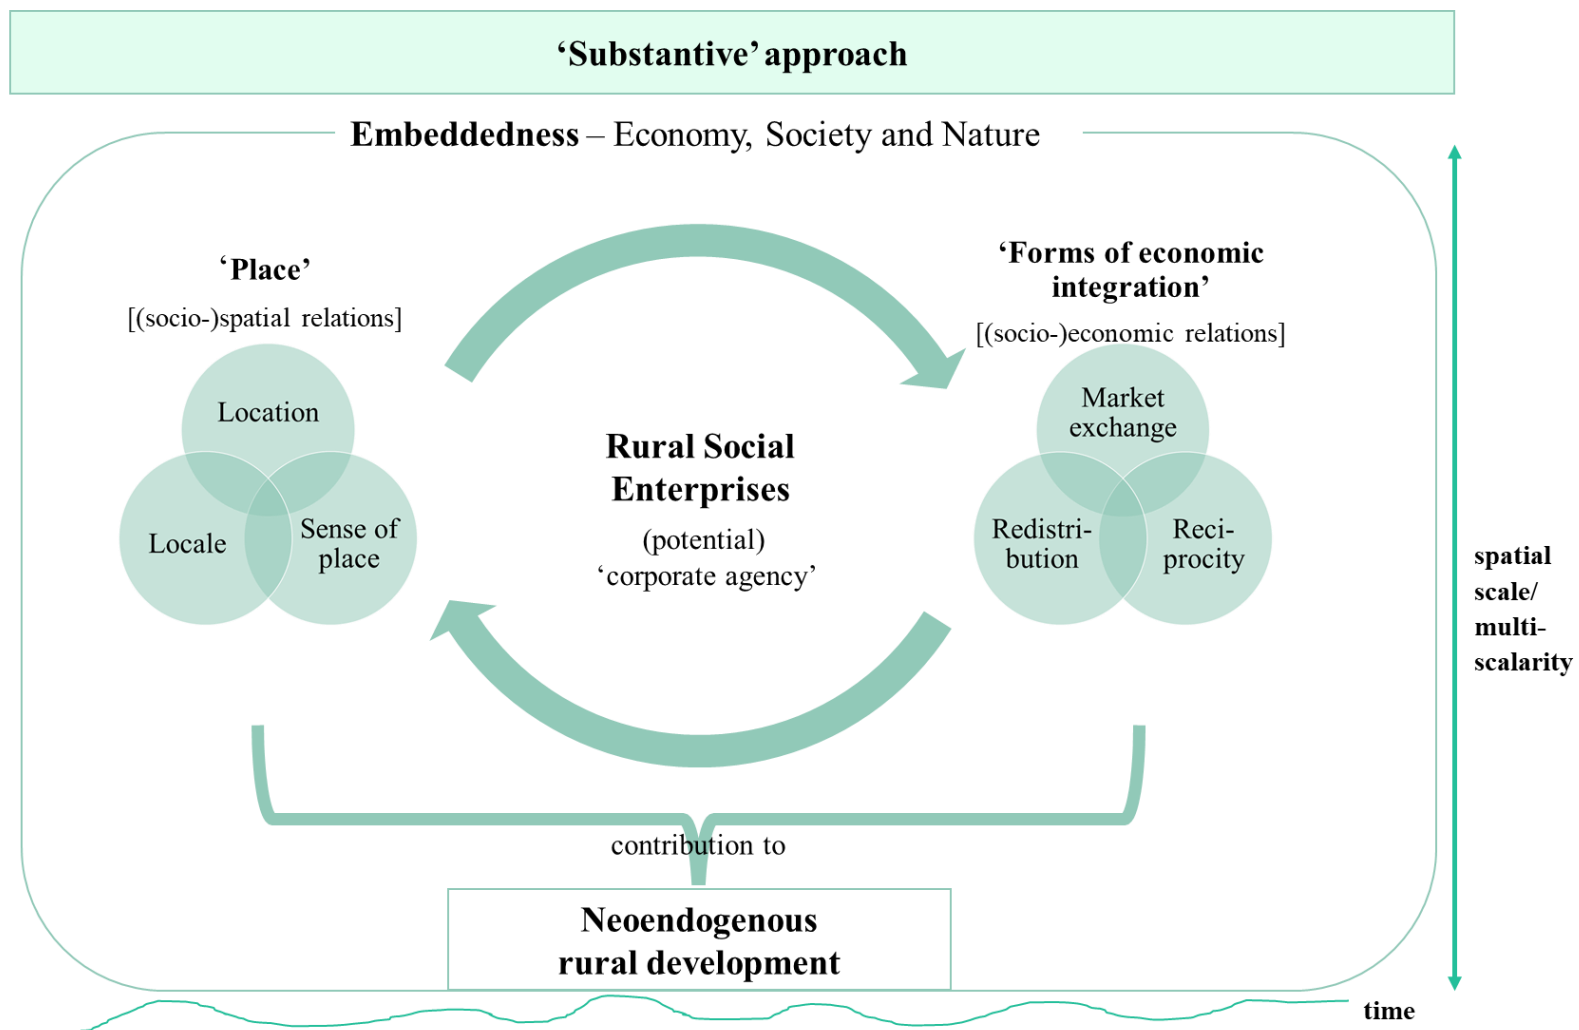 ‘Substantive’ approach
Embeddedness – Economy, Society and Nature
‘Place’
[(socio-)spatial relations]
Location
Locale
Sense of
place
Rural Social
Enterprises
(potential)
‘corporate agency’
‘Forms of economic
integration’
[(socio-)economic relations]
Market
exchange
Redistri-
bution
Reci-
procity
spatial
scale/
multi-
scalarity
contribution to
Neoendogenous
rural development
time